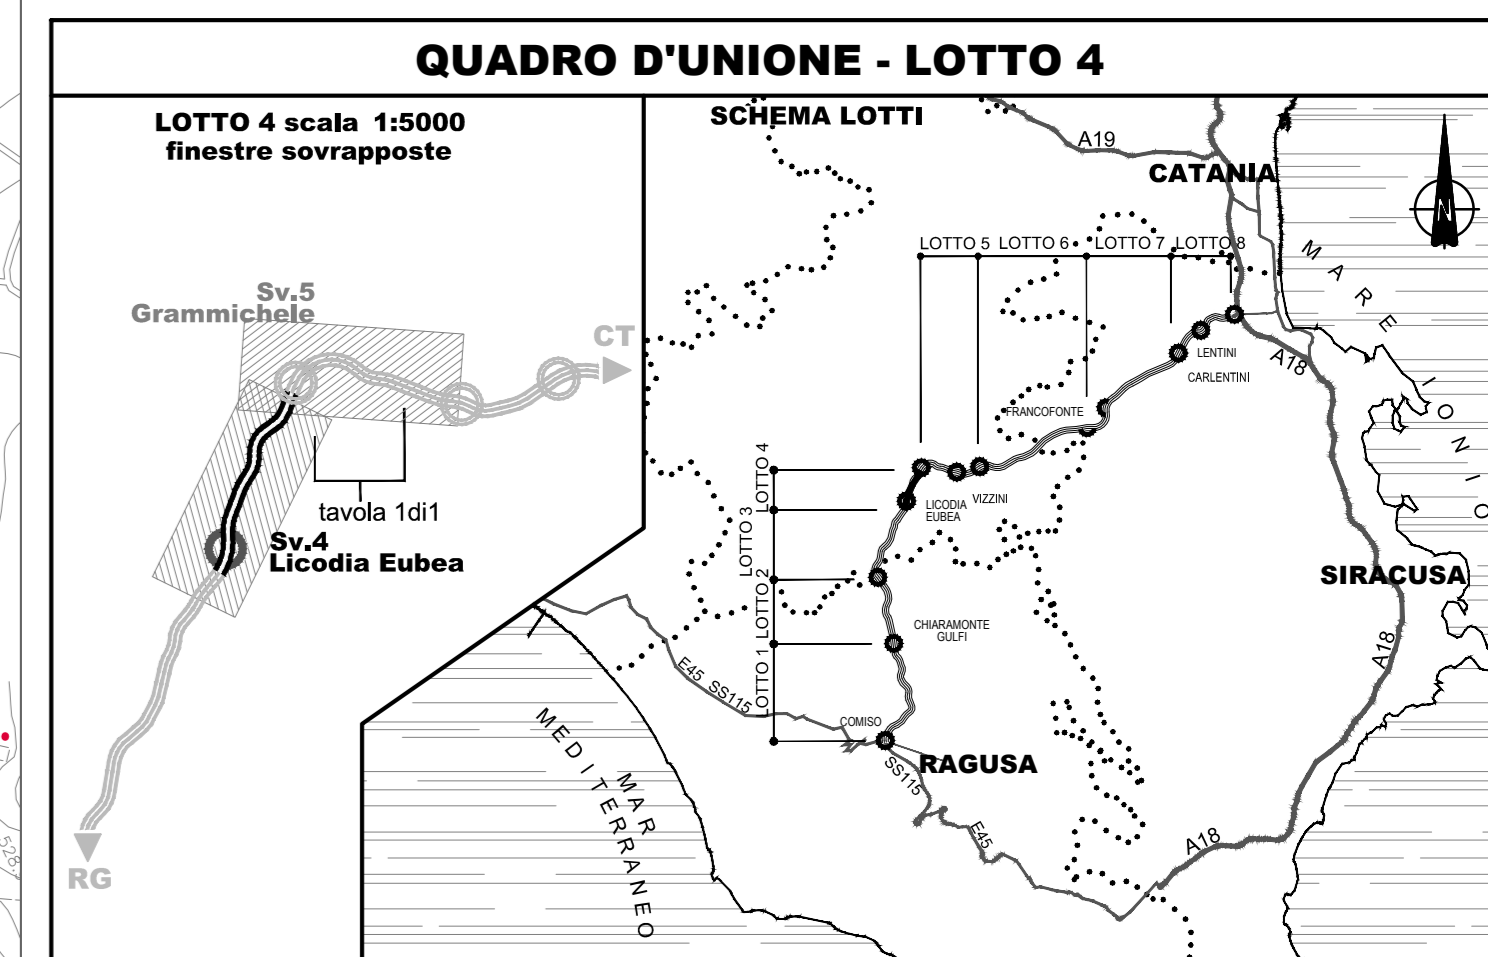 QUADRO D'UNIONE - LOTTO 4
LOTTO 4 scala 1:5000
finestre sovrapposte
Sv.5
Grammichele
CT
tavola 1di1
Sv.4
Licodia Eubea
RG
528.
SCHEMA LOTTI
A19
CATANIA
N
LOTTO 5
LOTTO 6
LOTTO 7
LOTTO 8
MARE
IONIO
LENTINI
CARLENTINI
A18
FRANCOFONTE
LOTTO 4
LOTTO 3
LOTTO 2
LOTTO 1
LICODIA
EUBEA
VIZZINI
SIRACUSA
CHIARAMONTE
GULFI
A18
E45
SS115
COMISO
RAGUSA
SS115
E45
A18
MAR
MEDITERRANEO